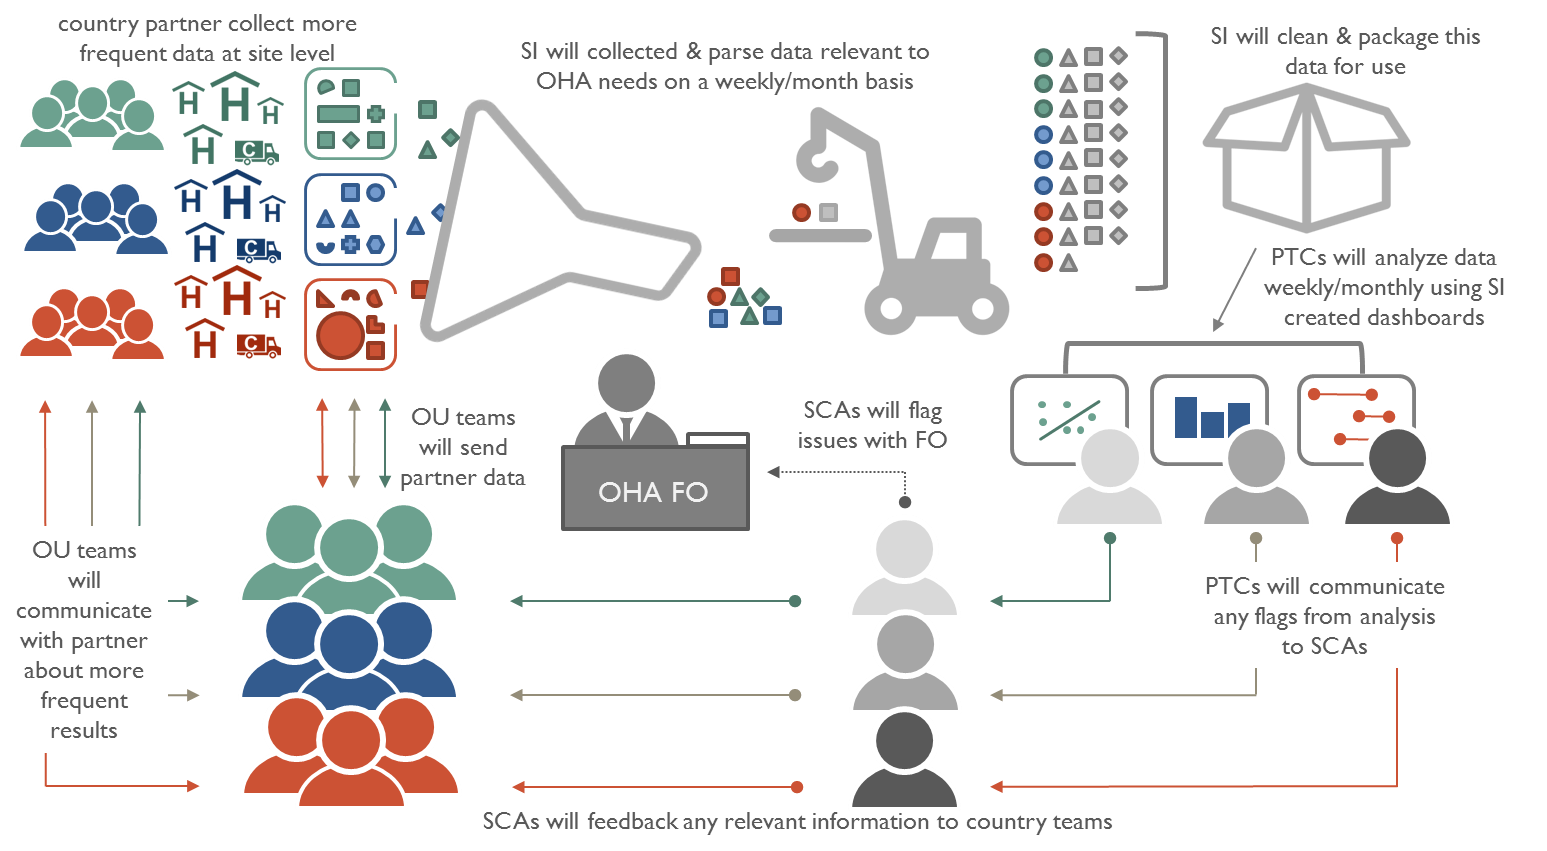 country partner collect more
frequent data at site level
SI will collected & parse data relevant to
OHA needs on a weekly/month basis
SI will clean & package this
data for use
H
H
H
H
C
H
H
H
H
C
H
H
H
H
C
PTCs will analyze data
weekly/monthly using SI
created dashboards
OU teams
will send
partner data
OHA FO
SCAs will flag
issues with FO
OU teams
will
communicate
with partner
about more
frequent
results
PTCs will communicate
any flags from analysis
to SCAs
SCAs will feedback any relevant information to country teams